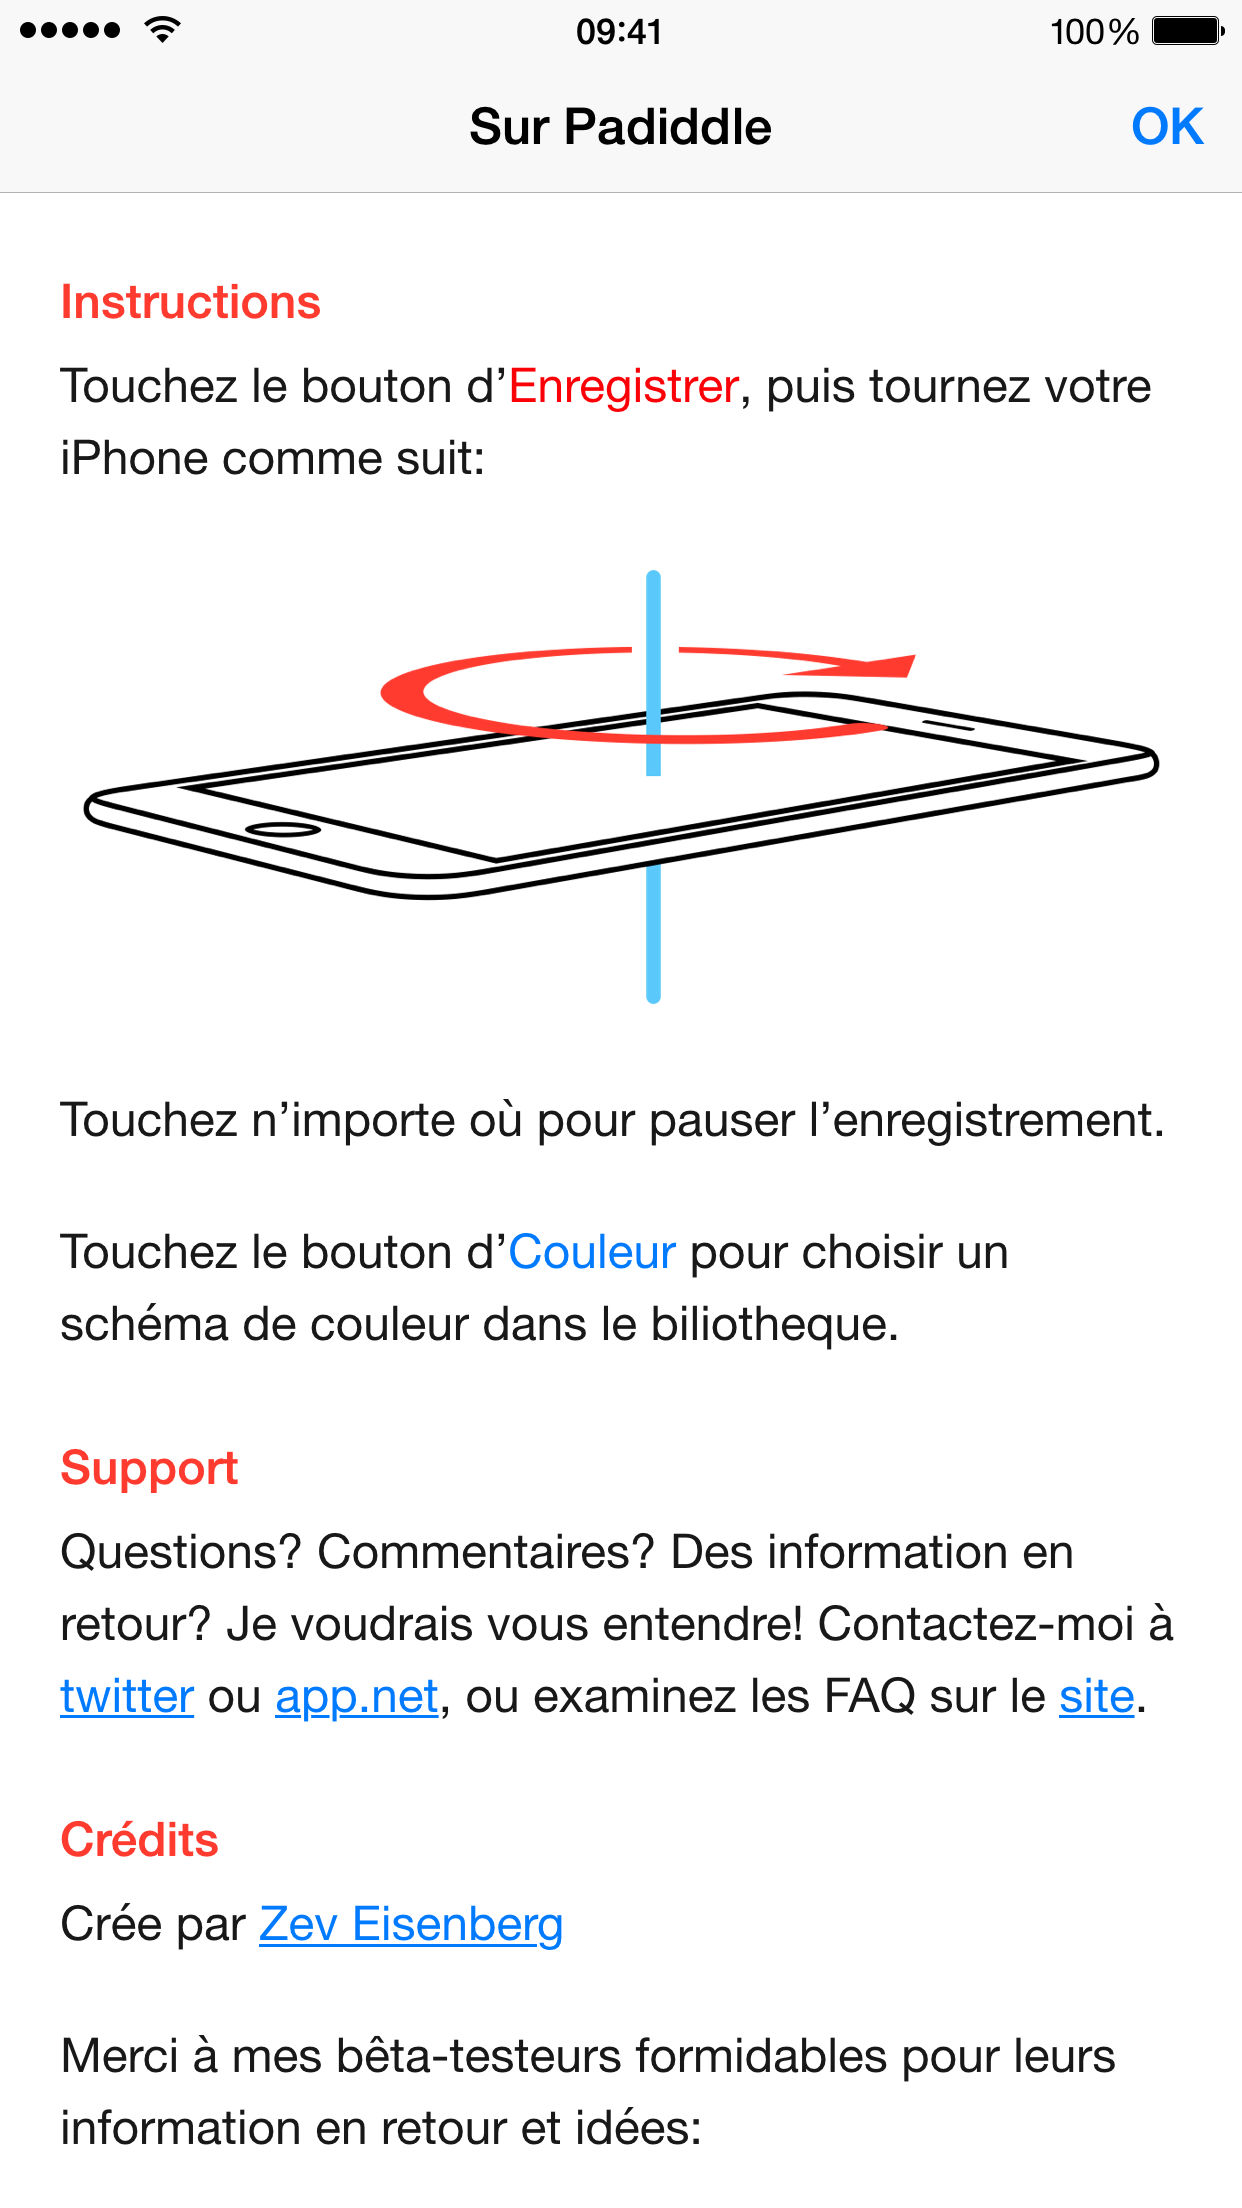 09:41
100%
Sur Padiddle
OK
Instructions
Touchez le bouton d’Enregistrer, puis tournez votre
iPhone comme suit:
Touchez n’importe où pour pauser l’enregistrement.
Touchez le bouton d’Couleur pour choisir un
schéma de couleur dans le biliotheque.
Support
Questions? Commentaires? Des information en
retour? Je voudrais vous entendre! Contactez-moi à
twitter ou app.net, ou examinez les FAQ sur le site.
Crédits
Crée par Zev Eisenberg
Merci à mes bêta-testeurs formidables pour leurs
information en retour et idées: